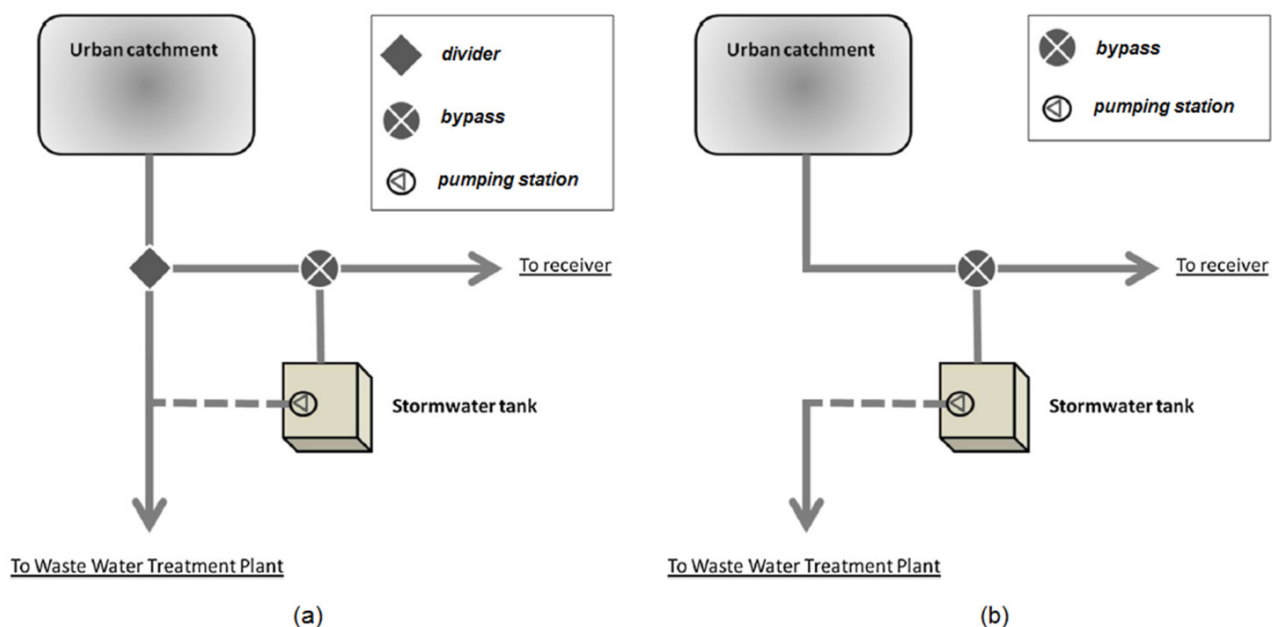 Urban catchment
divider
bypass
pumping station
To receiver
Stormwater tank
To Waste Water Treatment Plant
(a)
Urban catchment
bypass
pumping station
To receiver
Stormwater tank
To Waste Water Treatment Plant
(b)